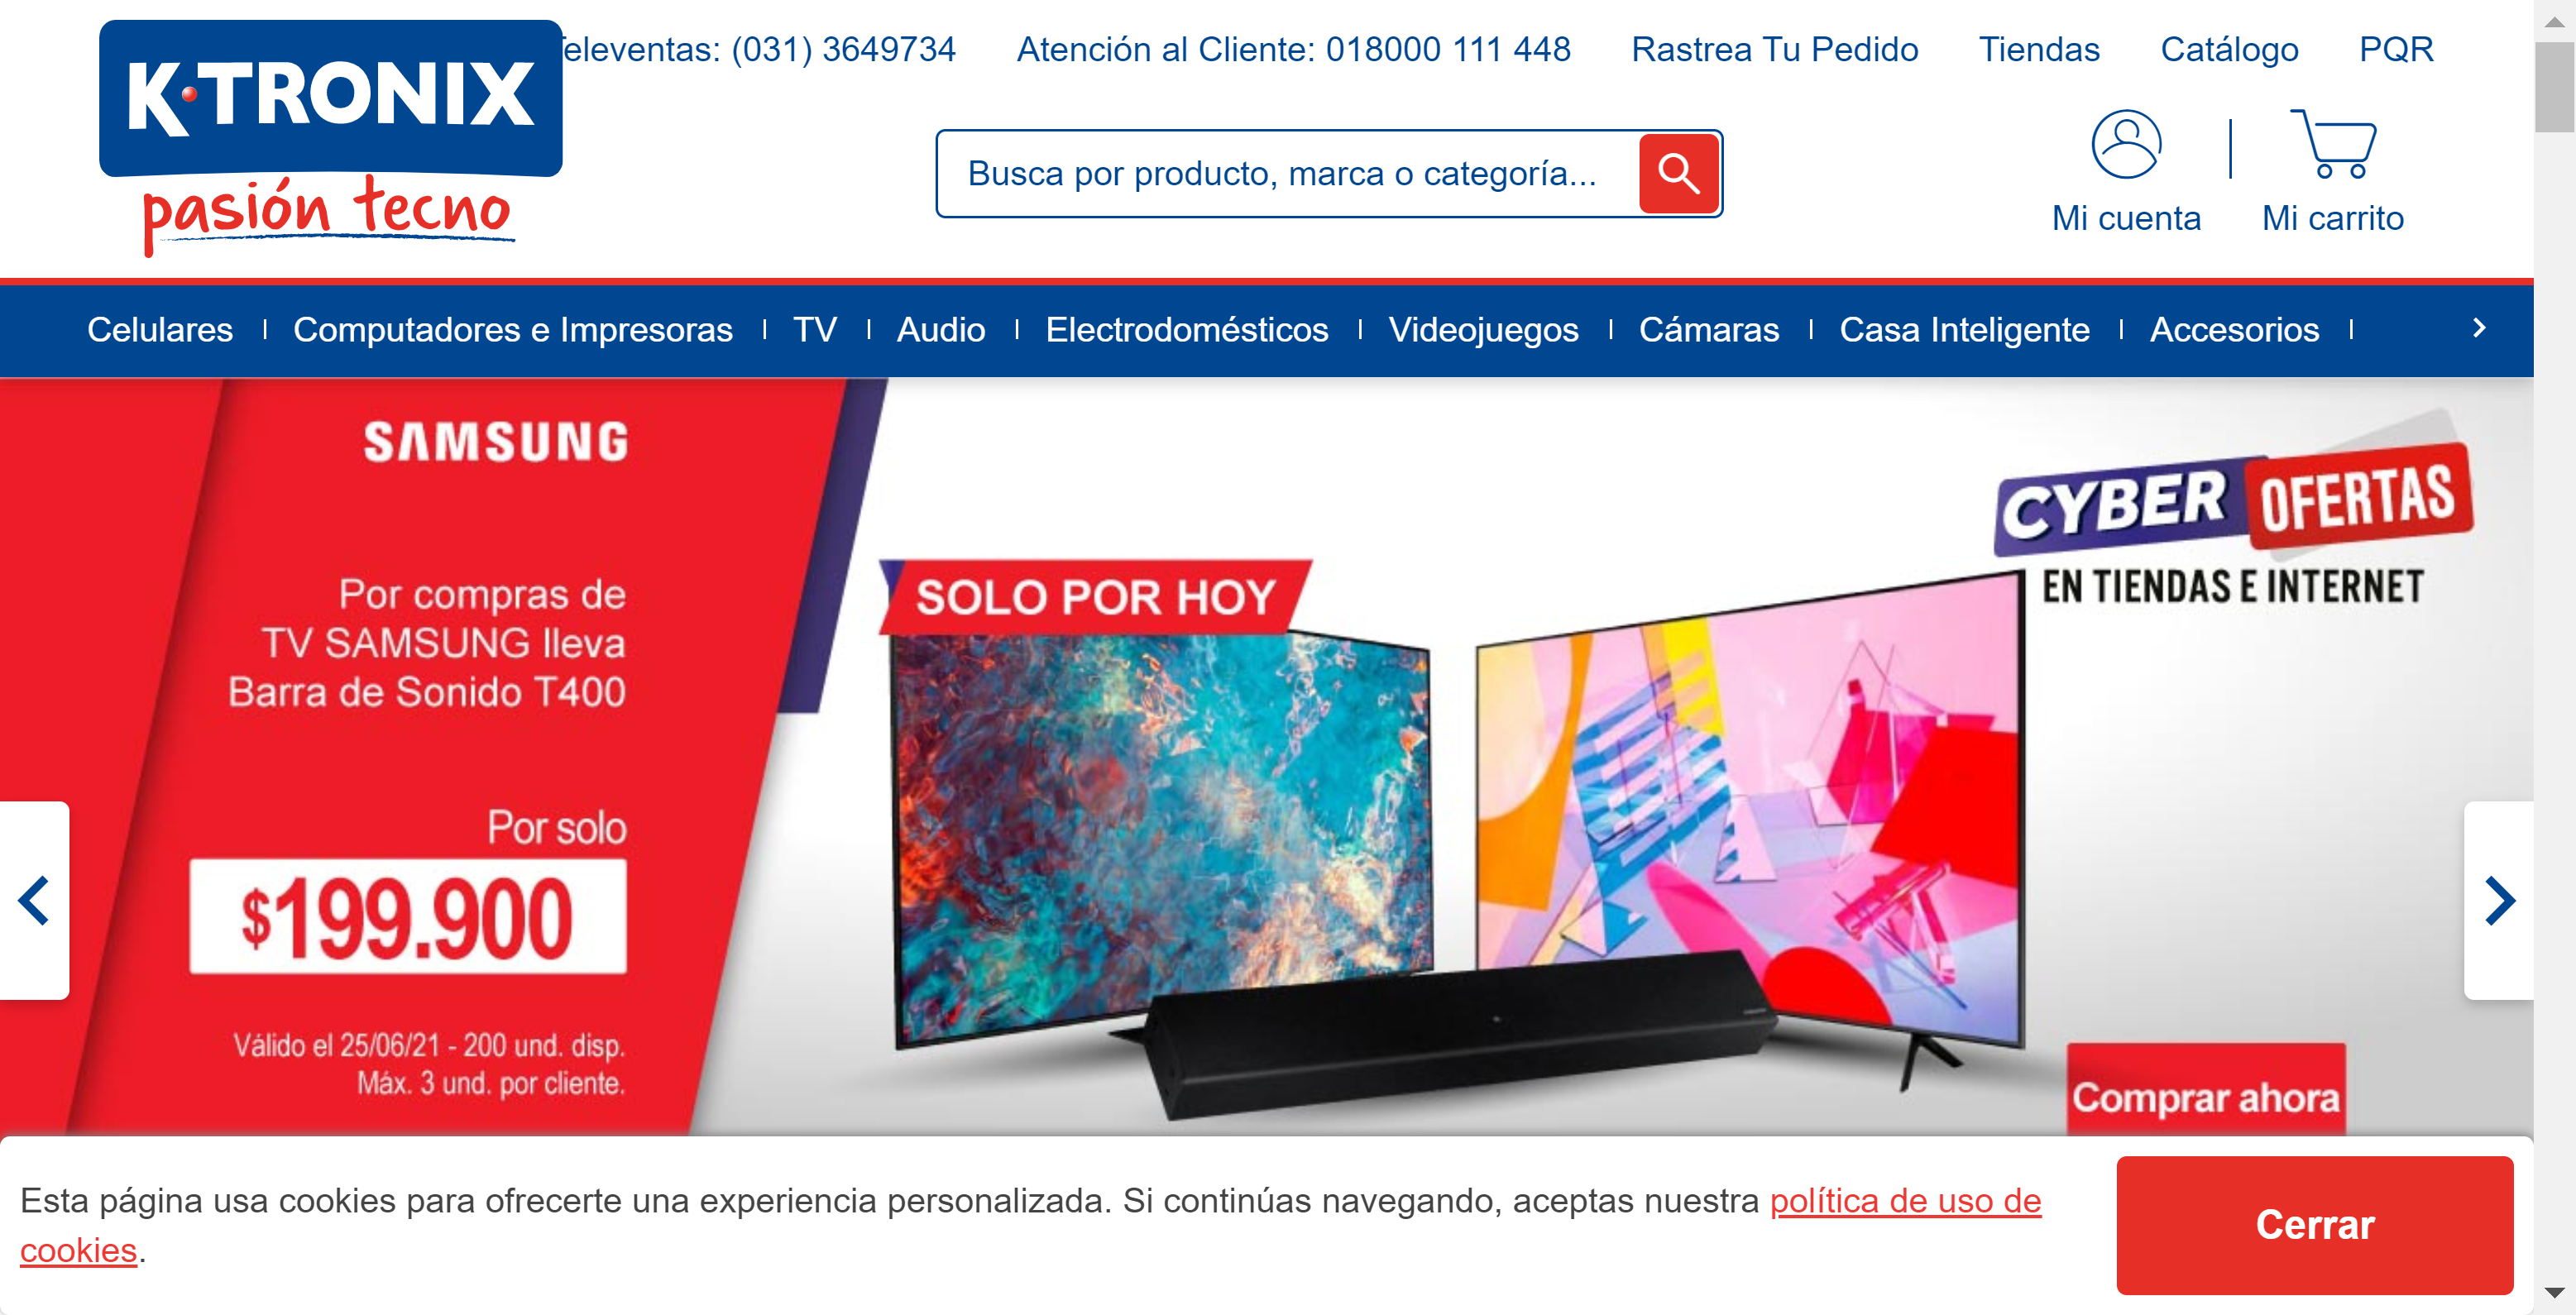 K·TRONIX
pasión tecno
Televentas: (031) 3649734
Atención al Cliente: 018000 111 448
Rastrea Tu Pedido
Tiendas
Catálogo
PQR
Busca por producto, marca o categoría...
Mi cuenta
Mi carrito
Celulares
Computadores e Impresoras
TV
Audio
Electrodomésticos
Videojuegos
Cámaras
Casa Inteligente
Accesorios
SAMSUNG
Por compras de
TV SAMSUNG lleva
Barra de Sonido T400
Por solo
$199.900
Válido el 25/06/21 - 200 und. disp.
Máx. 3 und. por cliente.
SOLO POR HOY
CYBER OFERTAS
EN TIENDAS E INTERNET
Comprar ahora
Esta página usa cookies para ofrecerte una experiencia personalizada. Si continúas navegando, aceptas nuestra política de uso de
cookies.
Cerrar